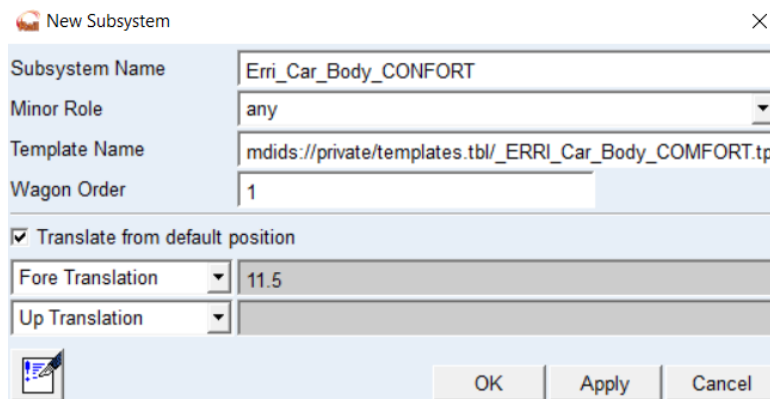 New Subsystem
Subsystem Name Erri_Car_Body_CONFORT
Minor Role any
Template Name mdids://private/templates.tbl/_ERRI_Car_Body_COMFORT.tp
Wagon Order 1
Translate from default position
Fore Translation 11.5
Up Translation
OK Apply Cancel